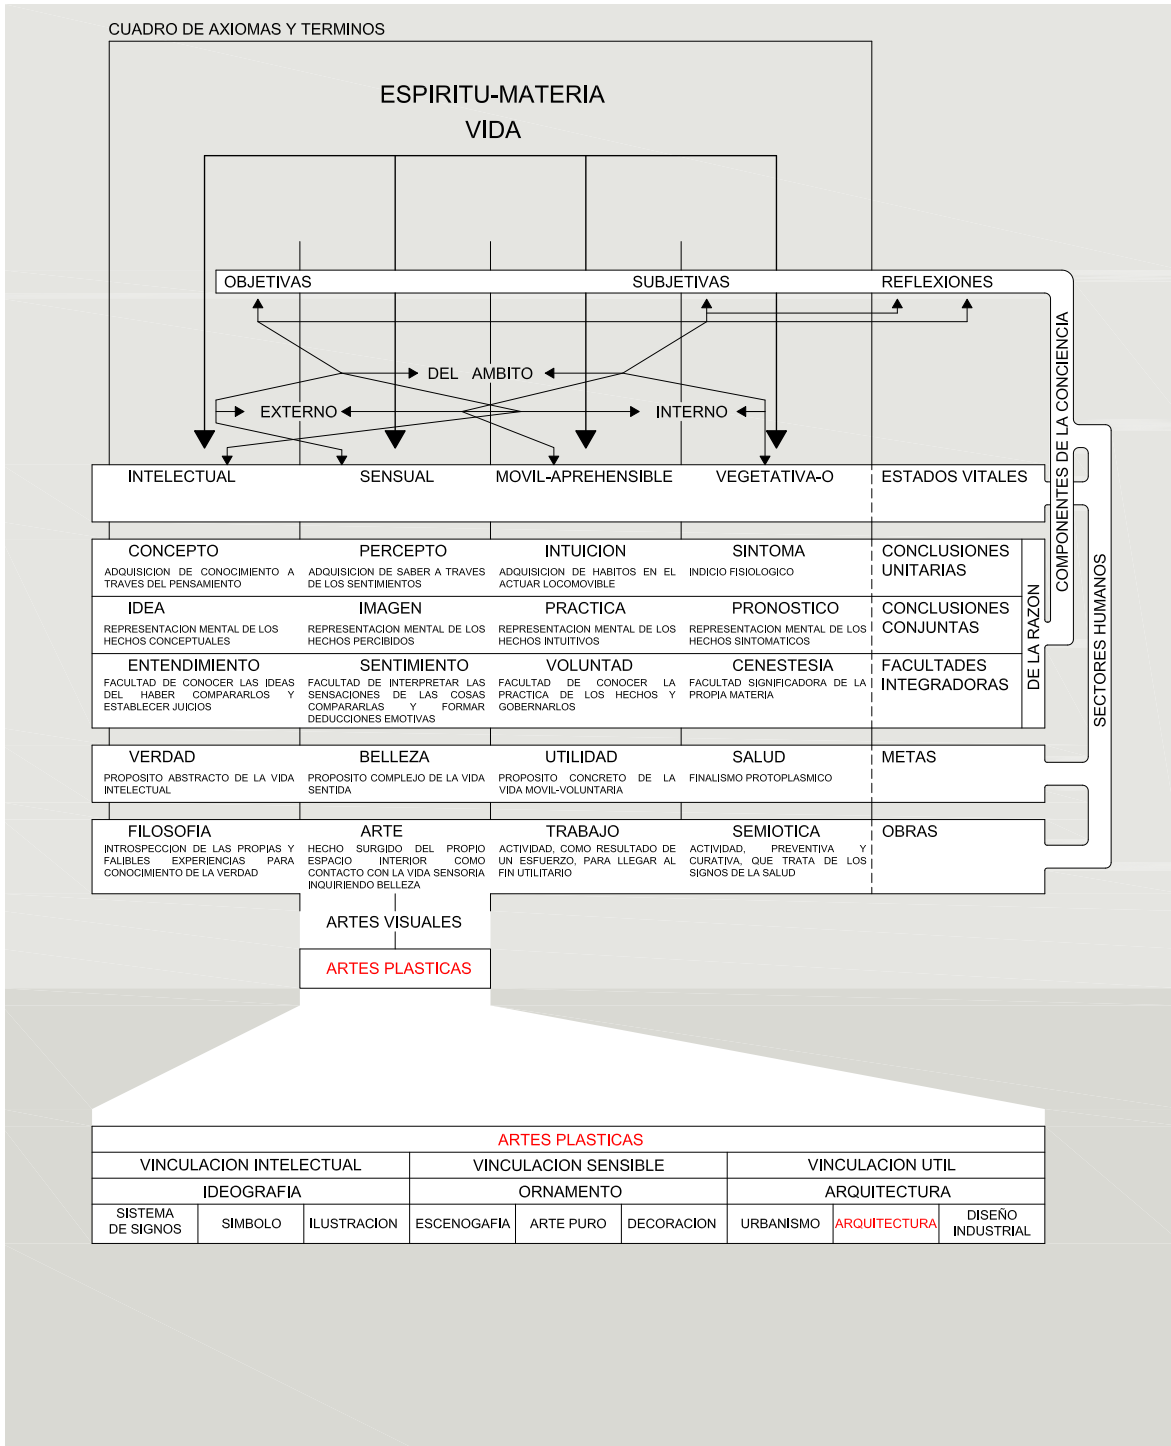 CUADRO DE AXIOMAS Y TERMINOS
ESPIRITU-MATERIA
VIDA
OBJETIVAS
SUBJETIVAS
REFLEXIONES
DEL AMBITO
EXTERNO
INTERNO
INTELECTUAL
SENSUAL
MOVIL-APREHENSIBLE
VEGETATIVA-O
ESTADOS VITALES
CONCEPTO
ADQUISICION DE CONOCIMIENTO A
TRAVES DEL PENSAMIENTO
PERCEPTO
ADQUISICION DE SABER A TRAVES
DE LOS SENTIMIENTOS
INTUICION
ADQUISICION DE HABITOS EN EL
ACTUAR LOCOMOVIBLE
SINTOMA
INDICIO FISIOLOGICO
CONCLUSIONES
UNITARIAS
IDEA
REPRESENTACION MENTAL DE LOS
HECHOS CONCEPTUALES
IMAGEN
REPRESENTACION MENTAL DE LOS
HECHOS PERCIBIDOS
PRACTICA
REPRESENTACION MENTAL DE LOS
HECHOS INTUITIVOS
PRONOSTICO
REPRESENTACION MENTAL DE LOS
HECHOS SINTOMATICOS
CONCLUSIONES
CONJUNTAS
ENTENDIMIENTO
FACULTAD DE CONOCER LAS IDEAS
DEL HABER COMPARARLOS Y
ESTABLECER JUICIOS
SENTIMIENTO
FACULTAD DE INTERPRETAR LAS
SENSACIONES DE LAS COSAS
COMPARARLAS Y FORMAR
DEDUCCIONES EMOTIVAS
VOLUNTAD
FACULTAD DE CONOCER LA
PRACTICA DE LOS HECHOS Y
GOBERNARLOS
CENESTESIA
FACULTAD SIGNIFICADORA DE LA
PROPIA MATERIA
FACULTADES
INTEGRADORAS
DE LA RAZON
COMPONENTES DE LA CONCIENCIA
SECTORES HUMANOS
VERDAD
PROPOSITO ABSTRACTO DE LA VIDA
INTELECTUAL
BELLEZA
PROPOSITO COMPLEJO DE LA VIDA
SENTIDA
UTILIDAD
PROPOSITO CONCRETO DE LA
VIDA MOVIL-VOLUNTARIA
SALUD
FINALISMO PROTOPLASMICO
METAS
FILOSOFIA
INTROSPECCION DE LAS PROPIAS Y
FALIBLES EXPERIENCIAS PARA
CONOCIMIENTO DE LA VERDAD
ARTE
HECHO SURGIDO DEL PROPIO
ESPACIO INTERIOR COMO
CONTACTO CON LA VIDA SENSORIA
INQUIRIENDO BELLEZA
TRABAJO
ACTIVIDAD, COMO RESULTADO DE
UN ESFUERZO, PARA LLEGAR AL
FIN UTILITARIO
SEMIOTICA
ACTIVIDAD, PREVENTIVA Y
CURATIVA, QUE TRATA DE LOS
SIGNOS DE LA SALUD
OBRAS
ARTES VISUALES
ARTES PLASTICAS
ARTES PLASTICAS
VINCULACION INTELECTUAL
VINCULACION SENSIBLE
VINCULACION UTIL
IDEOGRAFIA
ORNAMENTO
ARQUITECTURA
SISTEMA
DE SIGNOS
SIMBOLO
ILUSTRACION
ESCENOGAFIA
ARTE PURO
DECORACION
URBANISMO
ARQUITECTURA
DISEÑO
INDUSTRIAL